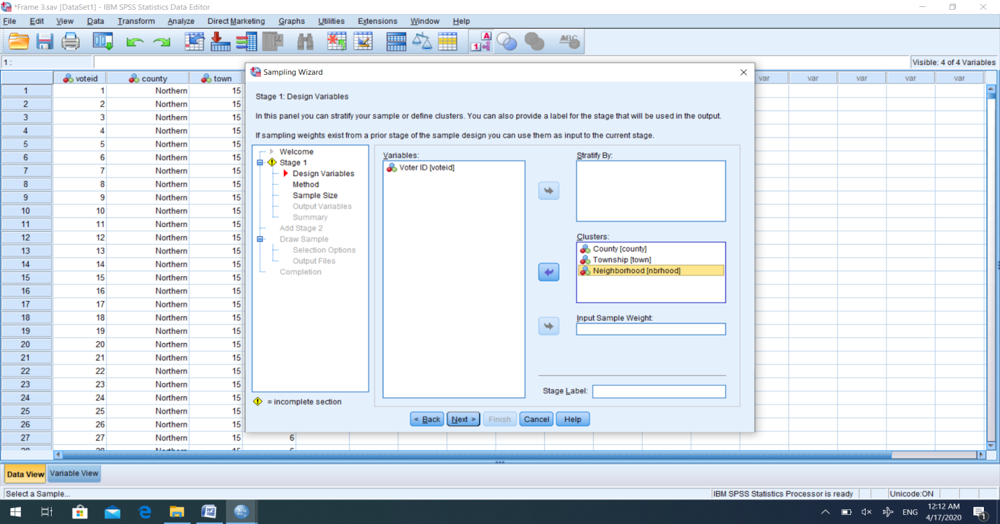 *Frame 3.sav [DataSet1] - IBM SPSS Statistics Data Editor
File Edit View Data Transform Analyze Direct Marketing Graphs Utilities Extensions Window Help
1 :
Visible: 4 of 4 Variables
voteid county town var var var var var
1 1 Northern 15
2 2 Northern 15
3 3 Northern 15
4 4 Northern 15
5 5 Northern 15
6 6 Northern 15
7 7 Northern 15
8 8 Northern 15
9 9 Northern 15
10 10 Northern 15
11 11 Northern 15
12 12 Northern 15
13 13 Northern 15
14 14 Northern 15
15 15 Northern 15
16 16 Northern 15
17 17 Northern 15
18 18 Northern 15
19 19 Northern 15
20 20 Northern 15
21 21 Northern 15
22 22 Northern 15
23 23 Northern 15
24 24 Northern 15
25 25 Northern 15
26 26 Northern 15
27 27 Northern 15 6
Sampling Wizard
Stage 1: Design Variables
In this panel you can stratify your sample or define clusters. You can also provide a label for the stage that will be used in the output.
If sampling weights exist from a prior stage of the sample design you can use them as input to the current stage.
Welcome
Stage 1
Design Variables
Method
Sample Size
Output Variables
Summary
Add Stage 2
Draw Sample
Selection Options
Output Files
Completion
= incomplete section
Variables:
Voter ID [voteid]
Stratify By:
Clusters:
County [county]
Township [town]
Neighborhood [nbrhood]
Input Sample Weight:
Stage Label:
< Back Next > Finish Cancel Help
Data View Variable View
Select a Sample...
IBM SPSS Statistics Processor is ready Unicode:ON
ENG
12:12 AM
4/17/2020
1